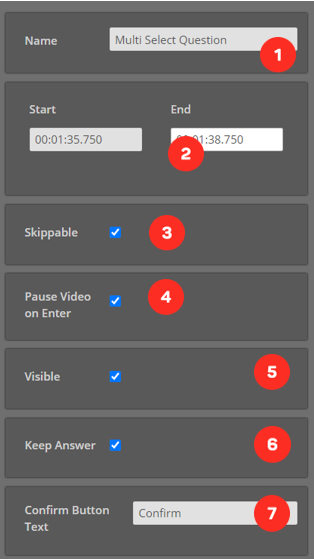 Name Multi Select Question 1
Start End
00:01:35.750 :01:38.750
2
Skippable 3
Pause Video
on Enter 4
Visible 5
Keep Answer 6
Confirm Button
Text Confirm 7